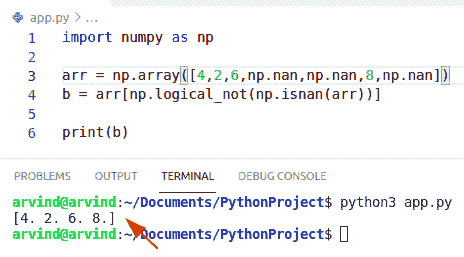 app.py > ...
1 import numpy as np
2
3 arr = np.array([4,2,6,np.nan,np.nan,8,np.nan])
4 b = arr[np.logical_not(np.isnan(arr))]
5
6 print(b)
PROBLEMS OUTPUT TERMINAL DEBUG CONSOLE
arvind@arvind:~/Documents/PythonProject$ python3 app.py
[4. 2. 6. 8.]
arvind@arvind:~/Documents/PythonProject$